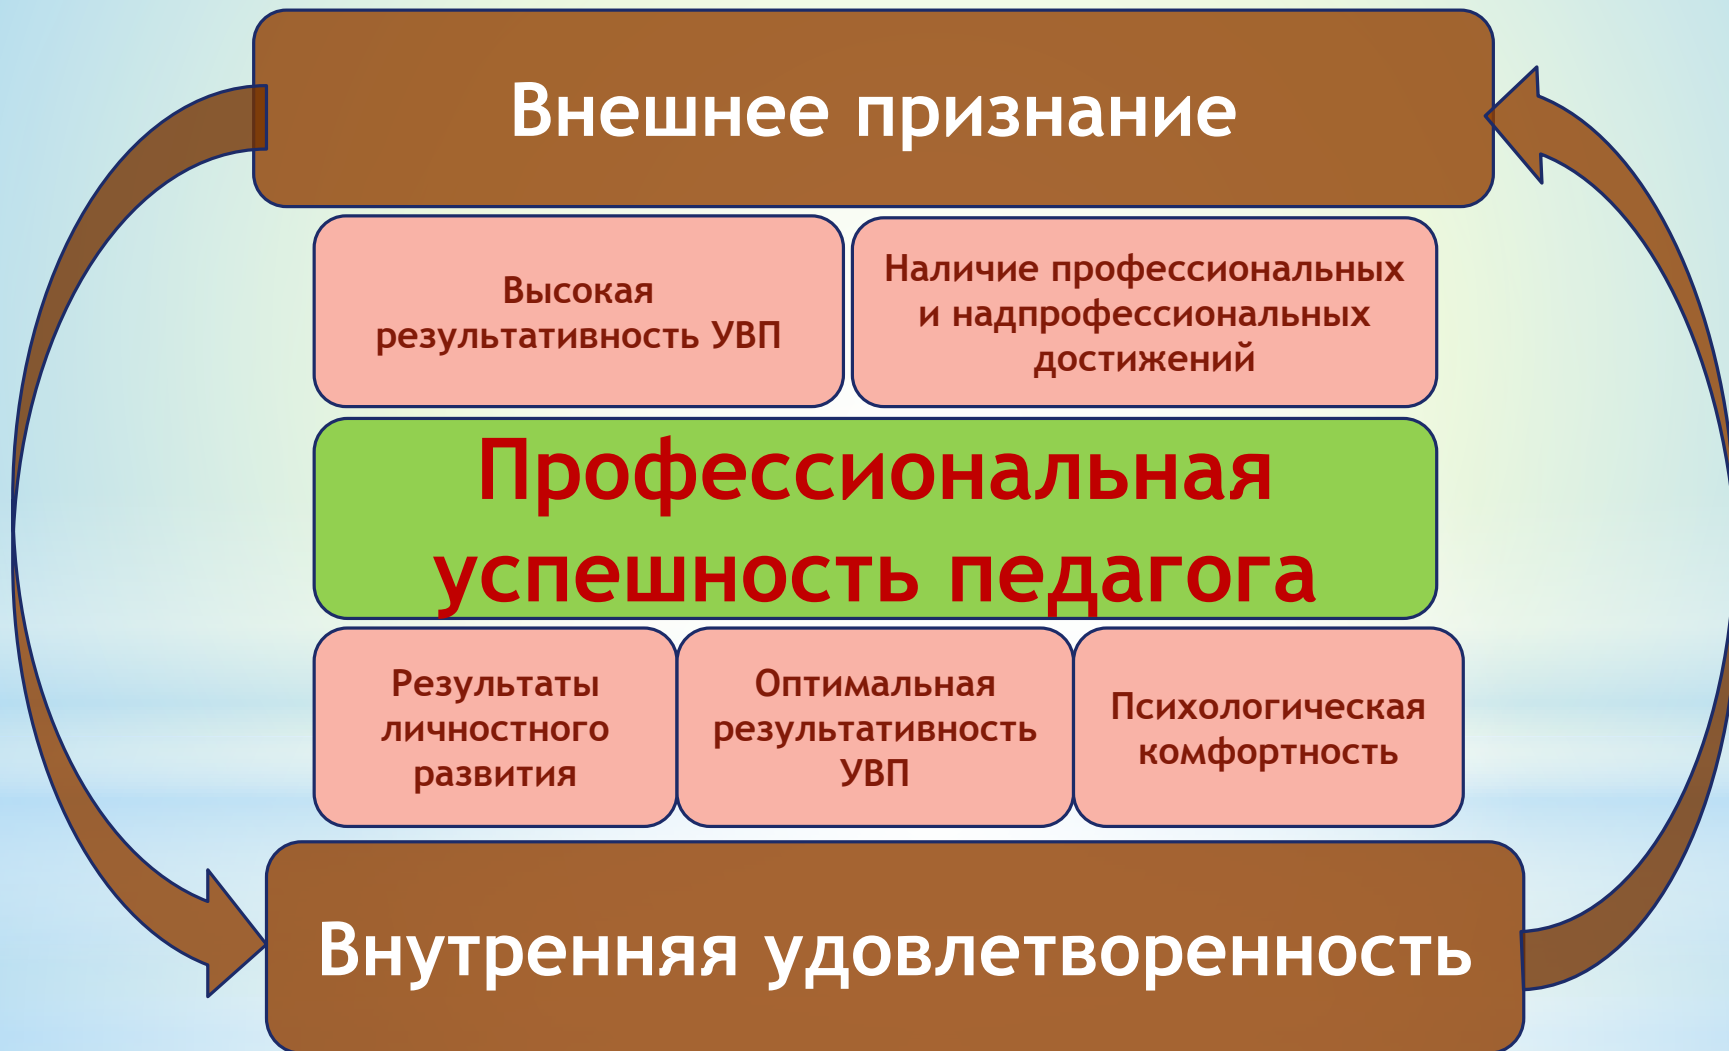 Внешнее признание
Высокая
результативность УВП
Наличие профессиональных
и надпрофессиональных
достижений
Профессиональная
успешность педагога
Результаты
личностного
развития
Оптимальная
результативность
УВП
Психологическая
комфортность
Внутренняя удовлетворенность